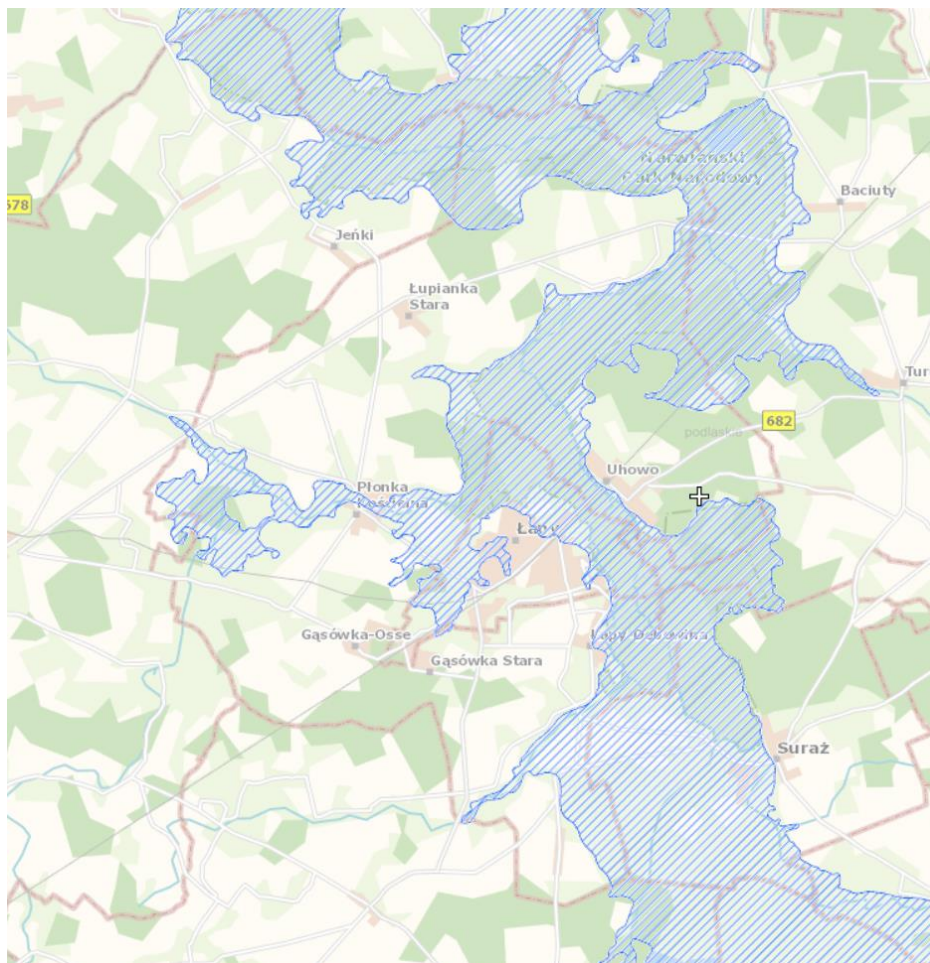 Narwiański
Park Narodowy
Baciuty
678
Jeńki
Łupianka
Stara
Tur
682
podlaskie
Uhowo
Płonka
Kościelna
Łapy
Gąsówka-Osse
Łapy-Dębowina
Gąsówka Stara
Suraż